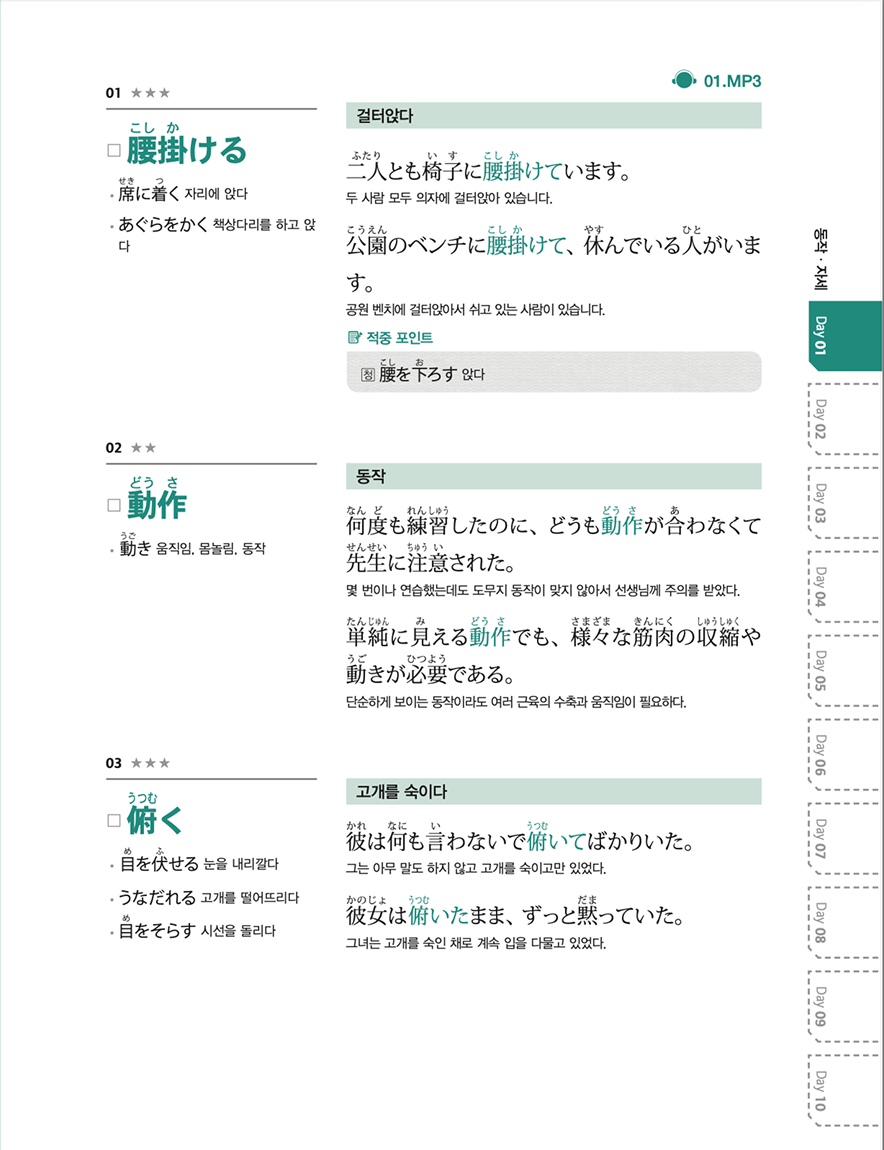 01.MP3
01 ★★★
こし か
□ 腰掛ける
せき つ
• 席に着く 자리에 앉다
• あぐらをかく 책상다리를 하고 앉
다
걸터앉다
ふたり い す こし か
二人とも椅子に腰掛けています。
두 사람 모두 의자에 걸터앉아 있습니다.
こうえん こし か やす ひと
公園のベンチに腰掛けて、休んでいる人がいま
す。
공원 벤치에 걸터앉아서 쉬고 있는 사람이 있습니다.
적중 포인트
こし お
청 腰を下ろす 앉다
02 ★★
どう さ
□ 動作
うご
• 動き 움직임, 몸놀림, 동작
동작
なん ど れんしゅう どう さ あ
何度も練習したのに、どうも動作が合わなくて
せんせい ちゅう い
先生に注意された。
몇 번이나 연습했는데도 도무지 동작이 맞지 않아서 선생님께 주의를 받았다.
たんじゅん み どう さ さまざま きんにく しゅうしゅく
単純に見える動作でも、様々な筋肉の収縮や
うご ひつよう
動きが必要である。
단순하게 보이는 동작이라도 여러 근육의 수축과 움직임이 필요하다.
03 ★★★
うつむ
□ 俯く
め ふ
• 目を伏せる 눈을 내리깔다
• うなだれる 고개를 떨어뜨리다
め
• 目をそらす 시선을 돌리다
고개를 숙이다
かれ なに い うつむ
彼は何も言わないで俯いてばかりいた。
그는 아무 말도 하지 않고 고개를 숙이고만 있었다.
かのじょ うつむ だま
彼女は俯いたまま、ずっと黙っていた。
그녀는 고개를 숙인 채로 계속 입을 다물고 있었다.
동작 · 자세
Day 01
Day 02
Day 03
Day 04
Day 05
Day 06
Day 07
Day 08
Day 09
Day 10